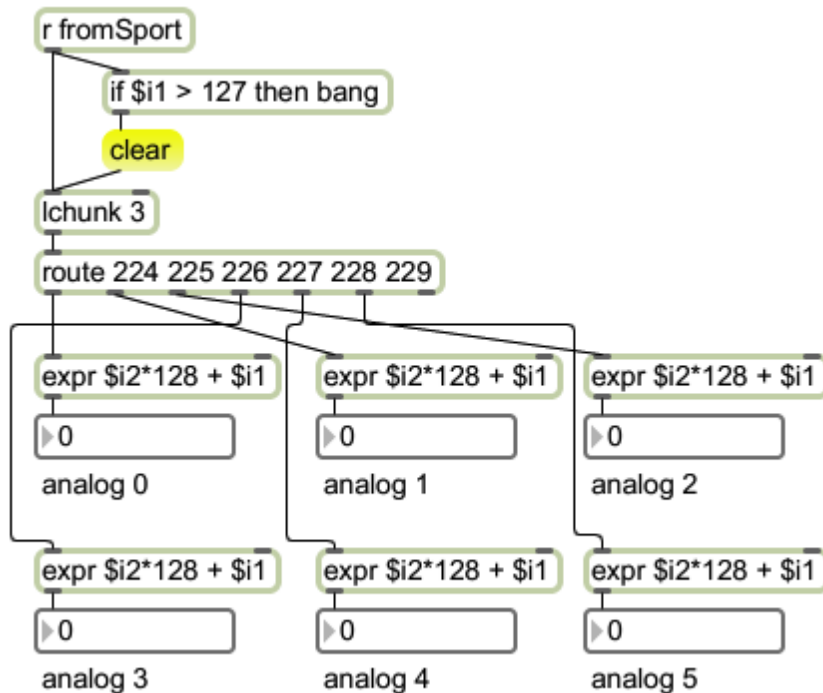 r fromSport
if $i1 > 127 then bang
clear
lchunk 3
route 224 225 226 227 228 229
expr $i2*128 + $i1
expr $i2*128 + $i1
expr $i2*128 + $i1
0
0
0
analog 0
analog 1
analog 2
expr $i2*128 + $i1
expr $i2*128 + $i1
expr $i2*128 + $i1
0
0
0
analog 3
analog 4
analog 5